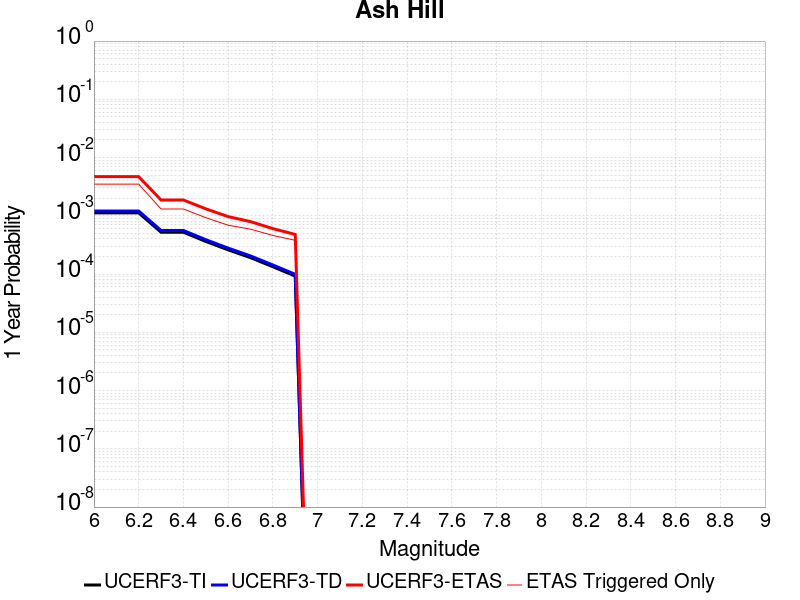 Ash Hill
1 Year Probability
10^0
10^-1
10^-2
10^-3
10^-4
10^-5
10^-6
10^-7
10^-8
6 6.2 6.4 6.6 6.8 7 7.2 7.4 7.6 7.8 8 8.2 8.4 8.6 8.8 9
Magnitude
UCERF3-TI UCERF3-TD UCERF3-ETAS ETAS Triggered Only